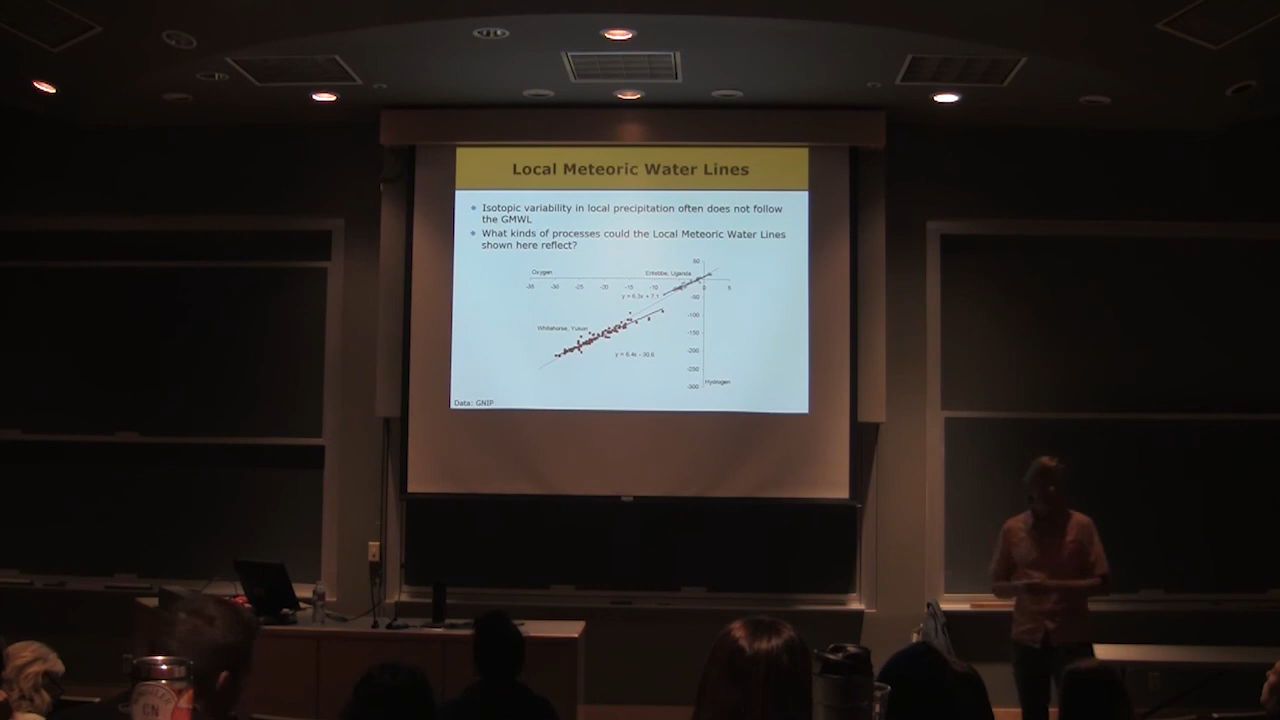 Local Meteoric Water Lines
Isotopic variability in local precipitation often does not follow
the GMWL
What kinds of processes could the Local Meteoric Water Lines
shown here reflect?
50
Oxygen
Entebbe, Uganda
-35 -30 -25 -20 -15 -10 0 5
y = 6.3x + 7.1
-50
-100
Whitehorse, Yukon
-150
y = 6.4x - 30.6
-200
-250
Hydrogen
-300
Data: GNIP